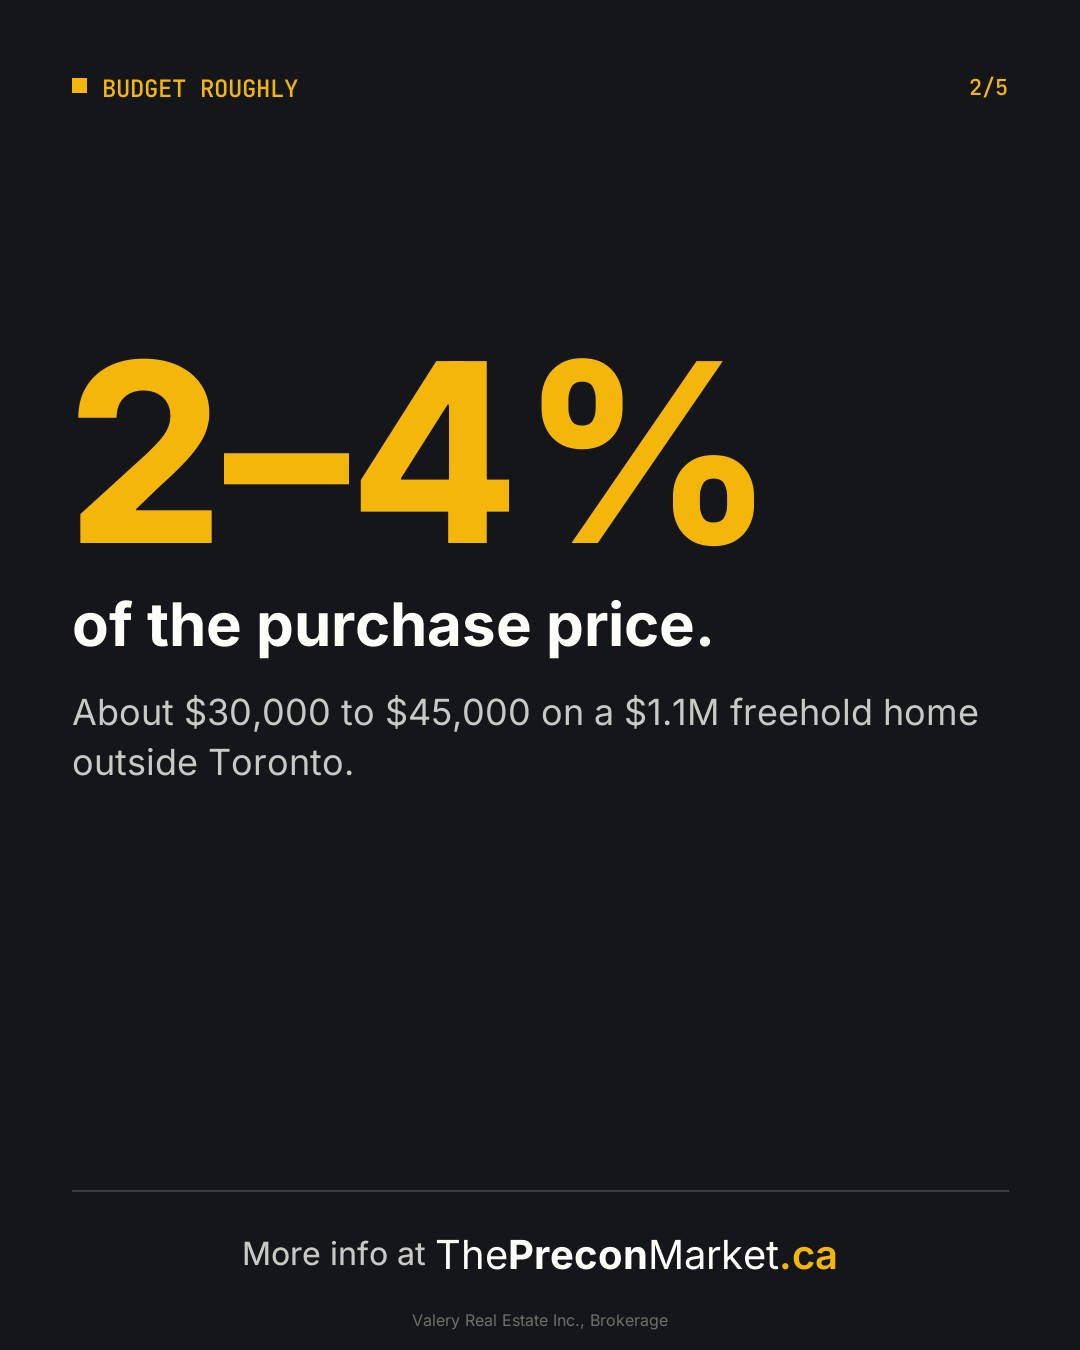 BUDGET ROUGHLY
2/5
2–4%
of the purchase price.
About $30,000 to $45,000 on a $1.1M freehold home
outside Toronto.
More info at ThePreconMarket.ca
Valery Real Estate Inc., Brokerage